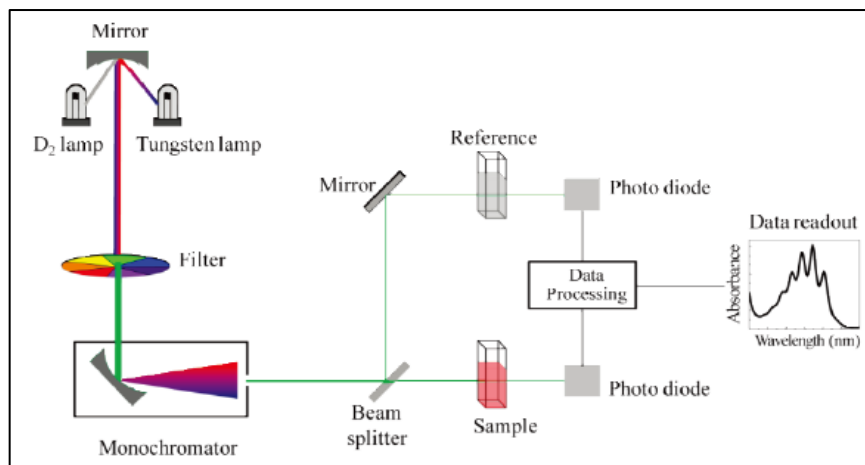 Mirror
D₂ lamp
Tungsten lamp
Filter
Monochromator
Mirror
Reference
Photo diode
Data
Processing
Beam
splitter
Sample
Photo diode
Data readout
Absorbance
Wavelength (nm)